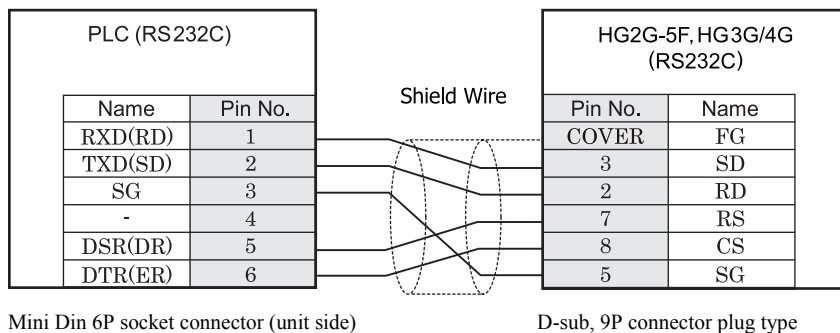 PLC (RS232C)
HG2G-5F, HG3G/4G
(RS232C)
Shield Wire
Name Pin No. Pin No. Name
RXD(RD) 1 COVER FG
TXD(SD) 2 3 SD
SG 3 2 RD
- 4 7 RS
DSR(DR) 5 8 CS
DTR(ER) 6 5 SG
Mini Din 6P socket connector (unit side) D-sub, 9P connector plug type